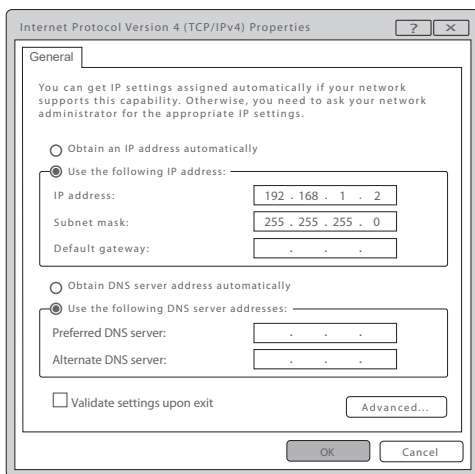 Internet Protocol Version 4 (TCP/IPv4) Properties ? ×
General
You can get IP settings assigned automatically if your network
supports this capability. Otherwise, you need to ask your network
administrator for the appropriate IP settings.
Obtain an IP address automatically
Use the following IP address:
IP address: 192 . 168 . 1 . 2
Subnet mask: 255 . 255 . 255 . 0
Default gateway: . . .
Obtain DNS server address automatically
Use the following DNS server addresses:
Preferred DNS server: . . .
Alternate DNS server: . . .
Validate settings upon exit
Advanced...
OK Cancel